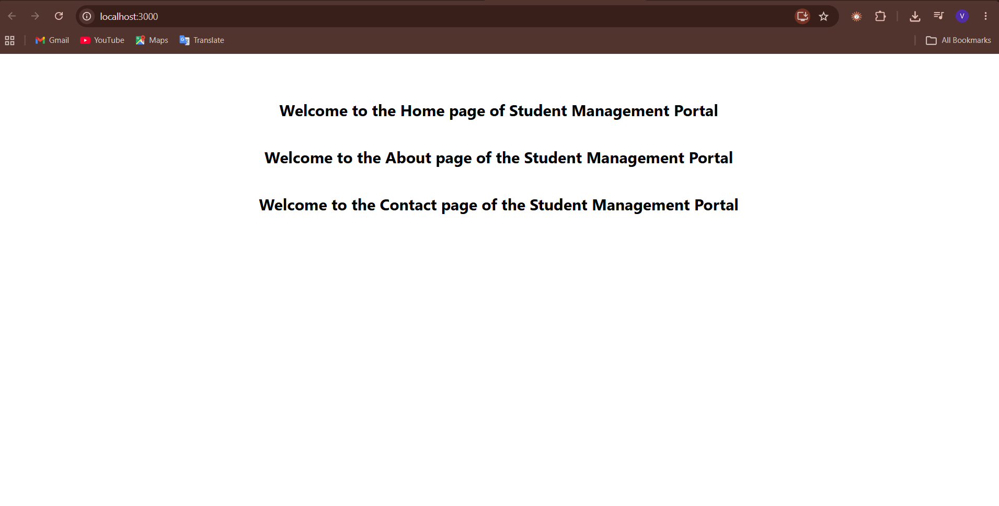 localhost:3000
V
Gmail YouTube Maps Translate All Bookmarks
Welcome to the Home page of Student Management Portal
Welcome to the About page of the Student Management Portal
Welcome to the Contact page of the Student Management Portal